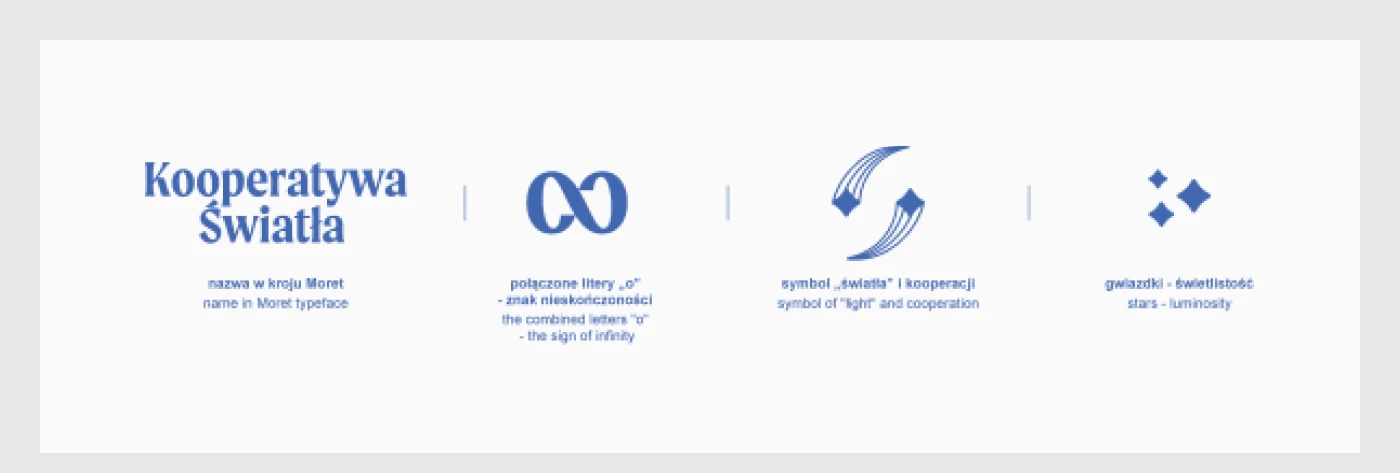 Kooperatywa
Światła
nazwa w kroju Moret
name in Moret typeface
połączone litery „o”
- znak nieskończoności
the combined letters "o"
- the sign of infinity
symbol „światła” i kooperacji
symbol of "light" and cooperation
gwiazdki - świetlistość
stars - luminosity